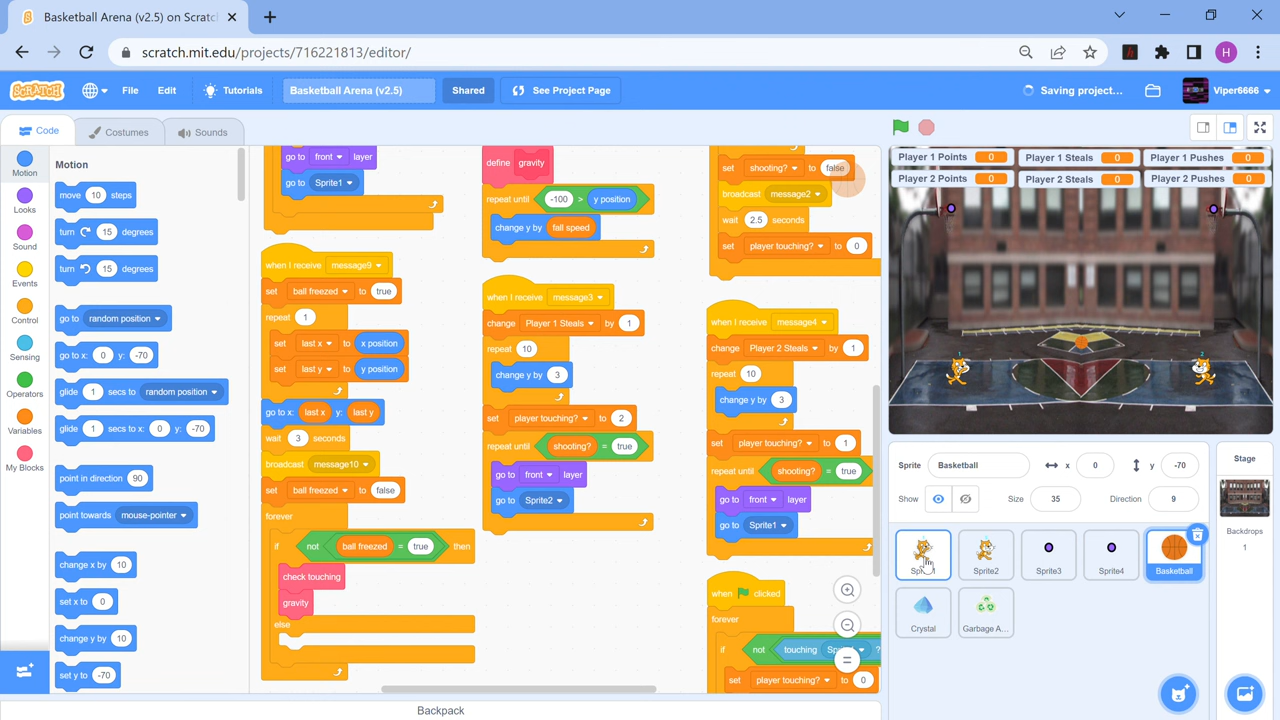 Basketball Arena (v2.5) on Scratc
scratch.mit.edu/projects/716221813/editor/
H
SCRATCH
File
Edit
Tutorials
Basketball Arena (v2.5)
Shared
See Project Page
Saving project...
Viper6666
Code
Costumes
Sounds
Motion
Looks
Sound
Events
Control
Sensing
Operators
Variables
My Blocks
Motion
move 10 steps
turn 15 degrees
turn 15 degrees
go to random position
go to x: 0 y: -70
glide 1 secs to random position
glide 1 secs to x: 0 y: -70
point in direction 90
point towards mouse-pointer
change x by 10
set x to 0
change y by 10
set y to -70
go to front layer
go to Sprite1
when I receive message9
set ball freezed to true
repeat 1
set last x to x position
set last y to y position
go to x: last x y: last y
wait 3 seconds
broadcast message10
set ball freezed to false
forever
if not ball freezed = true then
check touching
gravity
else
define gravity
repeat until -100 > y position
change y by fall speed
when I receive message3
change Player 1 Steals by 1
repeat 10
change y by 3
set player touching? to 2
repeat until shooting? = true
go to front layer
go to Sprite2
set shooting? to false
broadcast message2
wait 2.5 seconds
set player touching? to 0
when I receive message4
change Player 2 Steals by 1
repeat 10
change y by 3
set player touching? to 1
repeat until shooting? = true
go to front layer
go to Sprite1
when clicked
forever
if not touching ?
set player touching? to 0
Player 1 Points 0
Player 1 Steals 0
Player 1 Pushes 0
Player 2 Points 0
Player 2 Steals 0
Player 2 Pushes 0
Sprite Basketball x 0 y -70
Show Size 35 Direction 9
Stage
Backdrops
1
Sprite2
Sprite3
Sprite4
Basketball
Crystal
Garbage A...
Backpack